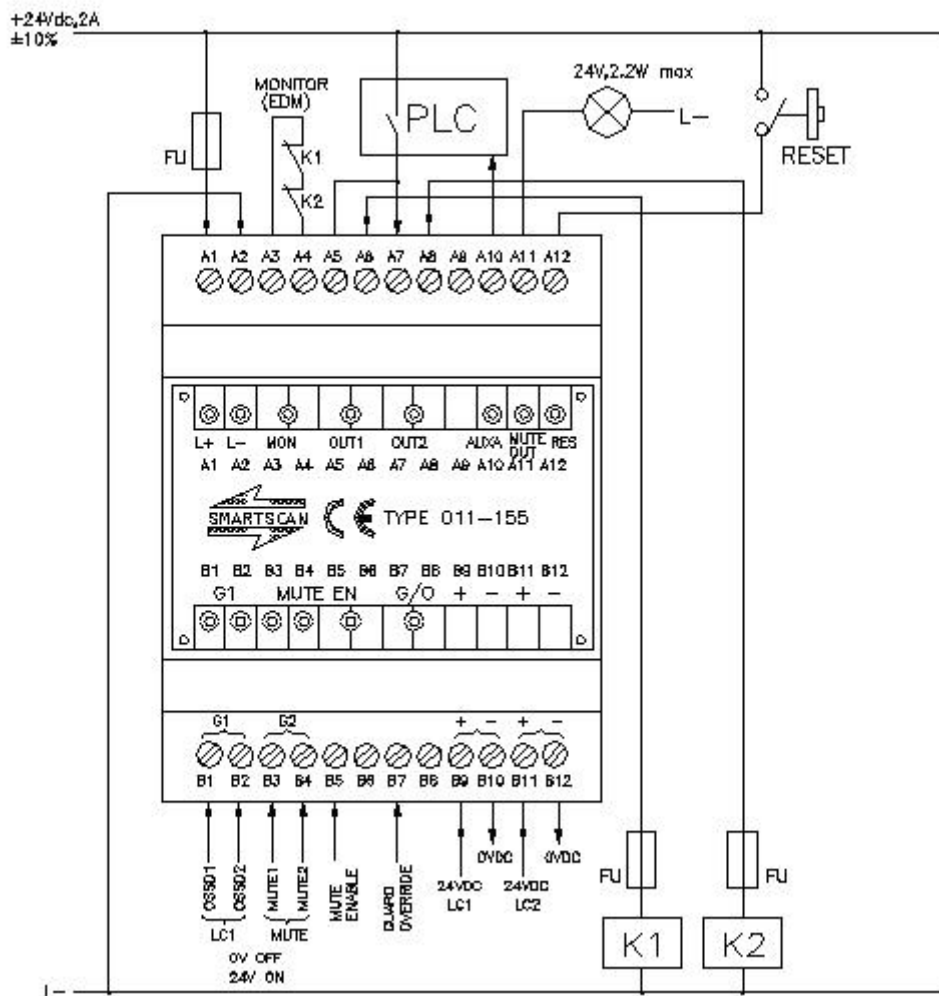 +24Vdc,2A
±10%
MONITOR
(EDM)
24V,2.2W max
PLC
L−
K1
FU
RESET
K2
A1 A2 A3 A4 A5 A6 A7 A8 A9 A10 A11 A12
L+ L− MON OUT1 OUT2 AUXA MUTE OUT RES
A1 A2 A3 A4 A5 A6 A7 A8 A9 A10 A11 A12
SMARTSCAN CE TYPE 011−155
B1 B2 B3 B4 B5 B6 B7 B8 B9 B10 B11 B12
G1 MUTE EN G/O + − + −
G1 G2 + − + −
B1 B2 B3 B4 B5 B6 B7 B8 B9 B10 B11 B12
OSSD1
OSSD2
MUTE1
MUTE2
MUTE
ENABLE
GUARD
OVERRIDE
24VDC
LC1
0VDC
24VDC
LC2
0VDC
FU
FU
LC1
MUTE
0V OFF
24V ON
K1
K2
L−